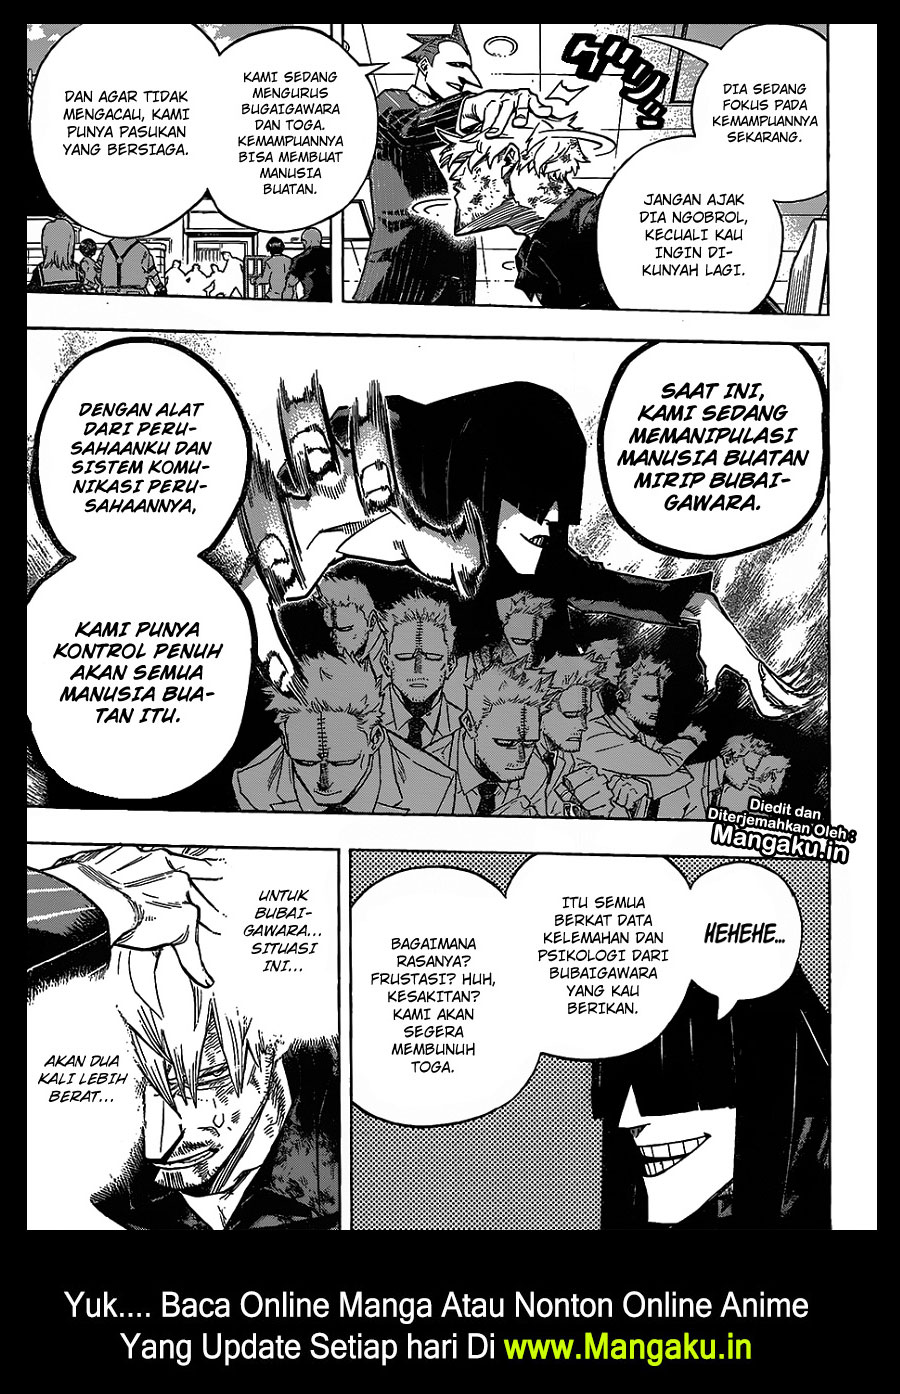 DIA SEDANG
FOKUS PADA
KEMAMPUANNYA
SEKARANG.
JANGAN AJAK
DIA NGOBROL,
KECUALI KAU
INGIN DI-
KUNYAH LAGI.
KAMI SEDANG
MENGURUS
BUGAIGAWARA
DAN TOGA.
KEMAMPUANNYA
BISA MEMBUAT
MANUSIA
BUATAN.
DAN AGAR TIDAK
MENGACAU, KAMI
PUNYA PASUKAN
YANG BERSIAGA.
SAAT INI,
KAMI SEDANG
MEMANIPULASI
MANUSIA BUATAN
MIRIP BUBAI-
GAWARA.
DENGAN ALAT
DARI PERU-
SAHAANKU DAN
SISTEM KOMU-
NIKASI PERU-
SAHAANNYA,
KAMI PUNYA
KONTROL PENUH
AKAN SEMUA
MANUSIA BUA-
TAN ITU.
Diedit dan
Diterjemahkan Oleh :
Mangaku.in
HEHEHE...
ITU SEMUA
BERKAT DATA
KELEMAHAN DAN
PSIKOLOGI DARI
BUBAIGAWARA
YANG KAU
BERIKAN.
BAGAIMANA
RASANYA?
FRUSTASI? HUH,
KESAKITAN?
KAMI AKAN
SEGERA
MEMBUNUH
TOGA.
UNTUK
BUBAI-
GAWARA...
SITUASI
INI...
AKAN DUA
KALI LEBIH
BERAT...
Yuk.... Baca Online Manga Atau Nonton Online Anime
Yang Update Setiap hari Di www.Mangaku.in